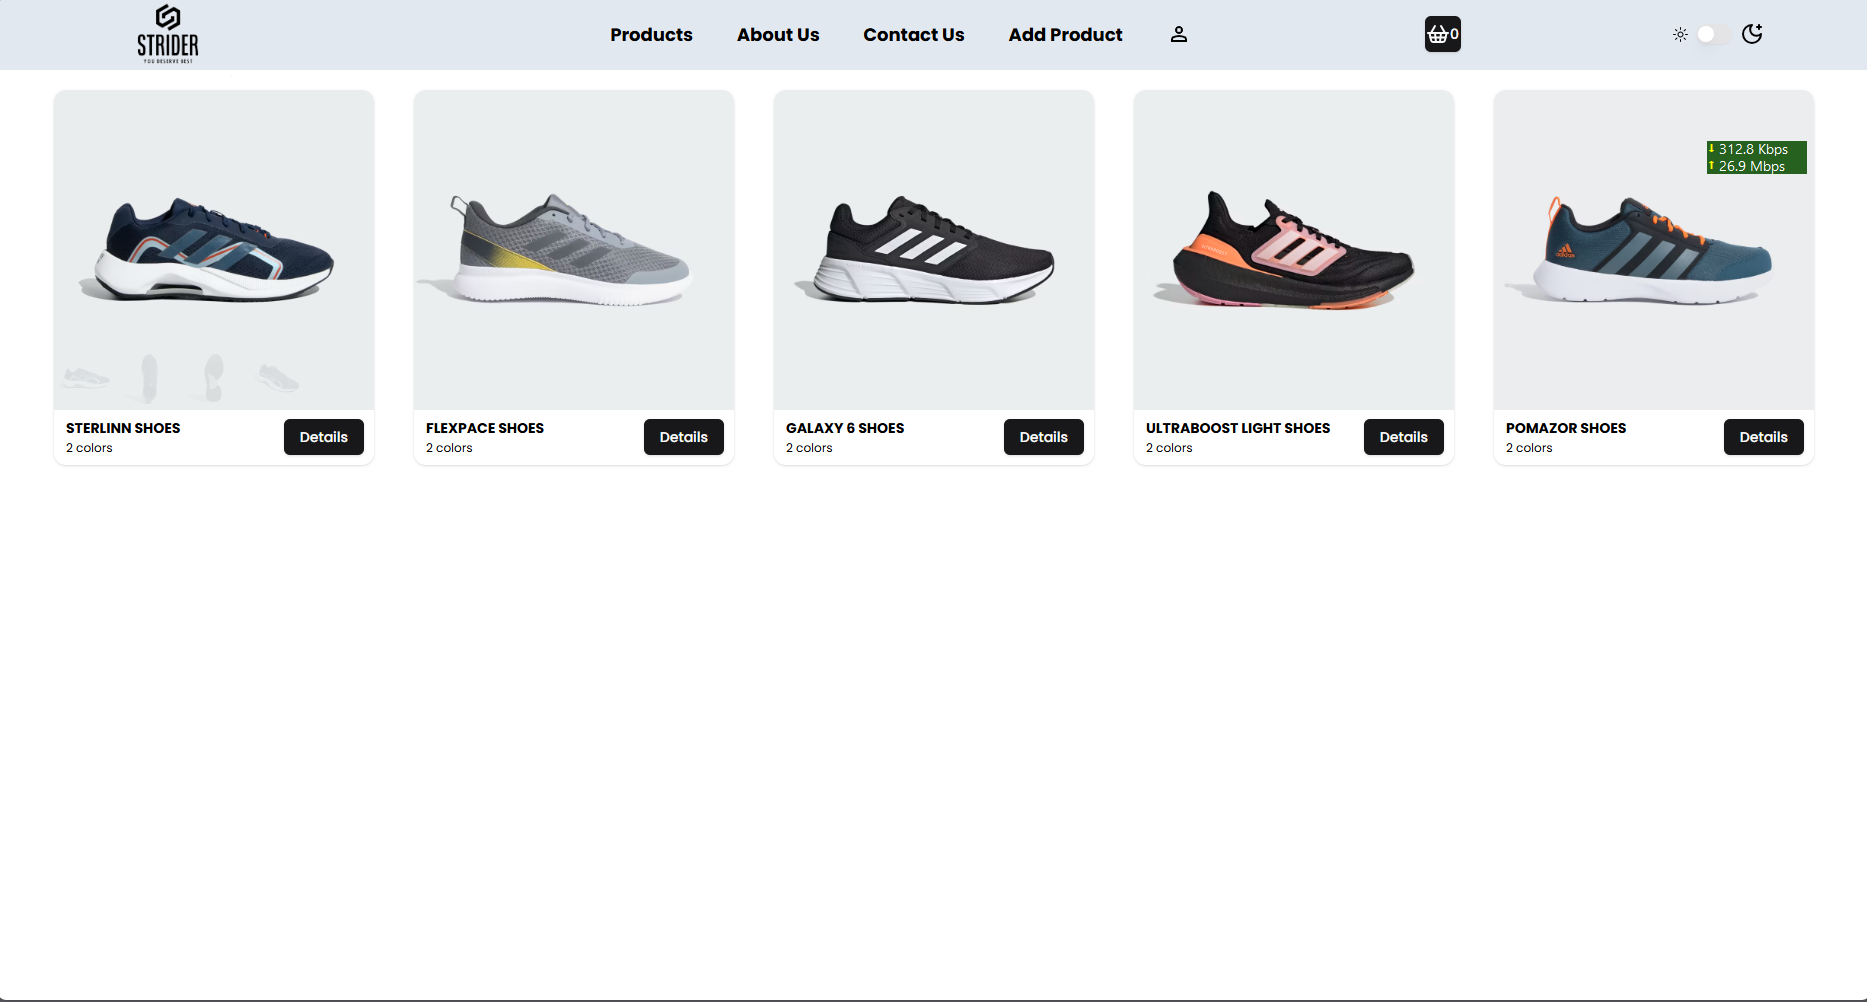 STRIDER
YOU DESERVE BEST
Products
About Us
Contact Us
Add Product
0
312.8 Kbps
26.9 Mbps
adidas
STERLINN SHOES
2 colors
Details
FLEXPACE SHOES
2 colors
Details
GALAXY 6 SHOES
2 colors
Details
ULTRABOOST LIGHT SHOES
2 colors
Details
POMAZOR SHOES
2 colors
Details